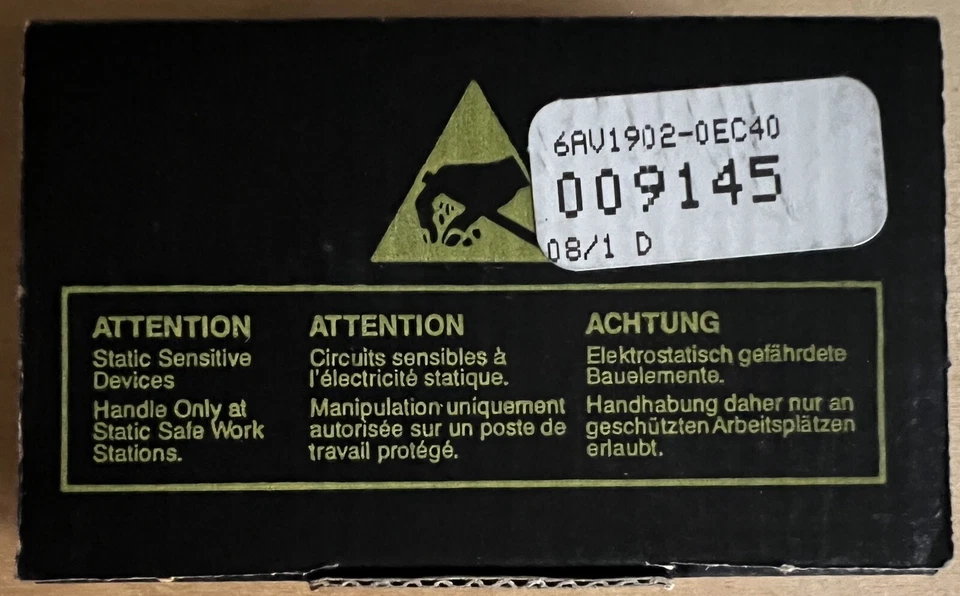 6AV1902-0EC40
009145
08/1 D
ATTENTION
Static Sensitive
Devices
Handle Only at
Static Safe Work
Stations.
ATTENTION
Circuits sensibles à
l'électricité statique.
Manipulation uniquement
autorisée sur un poste de
travail protégé.
ACHTUNG
Elektrostatisch gefährdete
Bauelemente.
Handhabung daher nur an
geschützten Arbeitsplätzen
erlaubt.